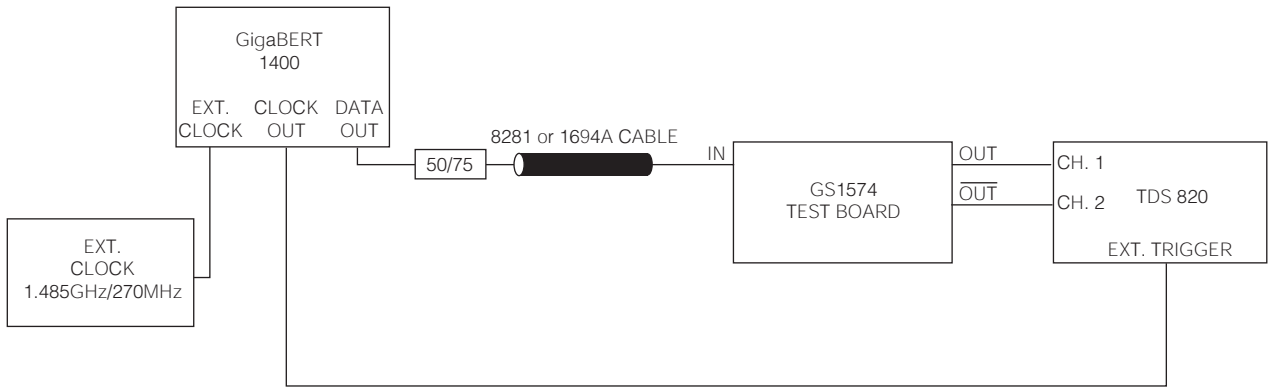 GigaBERT
1400
EXT.
CLOCK
CLOCK
OUT
DATA
OUT
50/75
8281 or 1694A CABLE
IN
GS1574
TEST BOARD
OUT
OUT
CH. 1
CH. 2
TDS 820
EXT. TRIGGER
EXT.
CLOCK
1.485GHz/270MHz